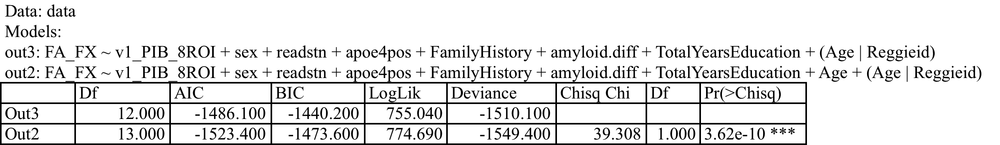 Data: data
Models:
out3: FA_FX ~ v1_PIB_8ROI + sex + readstn + apoe4pos + FamilyHistory + amyloid.diff + TotalYearsEducation + (Age | Reggieid)
out2: FA_FX ~ v1_PIB_8ROI + sex + readstn + apoe4pos + FamilyHistory + amyloid.diff + TotalYearsEducation + Age + (Age | Reggieid)
Df AIC BIC LogLik Deviance Chisq Chi Df Pr(>Chisq)
Out3 12.000 -1486.100 -1440.200 755.040 -1510.100
Out2 13.000 -1523.400 -1473.600 774.690 -1549.400 39.308 1.000 3.62e-10 ***